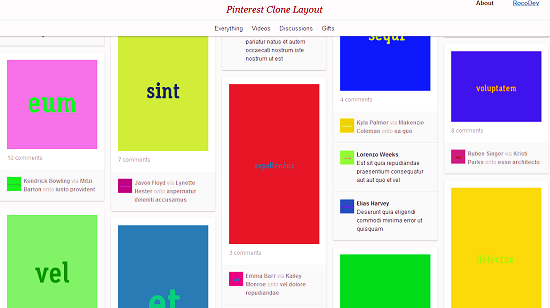 Pinterest Clone Layout
About
RocoDev
Everything
Videos
Discussions
Gifts
eum
10 comments
Kendrick Bowling via Mito
Barton onto iusto provident
vel
sint
7 comments
Javon Floyd via Lynette
Hester onto aspernatur
deleniti accusamus
et
pariatur natus et autem
occaecati nostrum iste
nostrum ut est
repellendus
3 comments
Emma Barr via Kailey
Monroe onto vel dolore
repudiandae
sequi
4 comments
Kyla Palmer via Makenzie
Coleman onto ea quo
Lorenzo Weeks
Est sit quia repudiandae
praesentium consequatur
aut aut quo et vel
Elias Harvey
Deserunt quia eligendi
commodi minima error ut
quisquam
voluptatem
8 comments
Ruben Singer via Kristi
Parks onto esse architecto
delectus